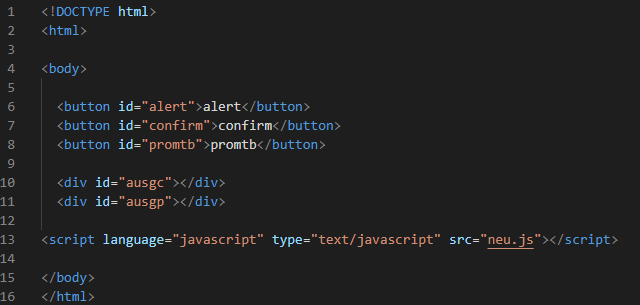 1 <!DOCTYPE html>
2 <html>
3
4 <body>
5
6 <button id="alert">alert</button>
7 <button id="confirm">confirm</button>
8 <button id="promtb">promtb</button>
9
10 <div id="ausgc"></div>
11 <div id="ausgp"></div>
12
13 <script language="javascript" type="text/javascript" src="neu.js"></script>
14
15 </body>
16 </html>